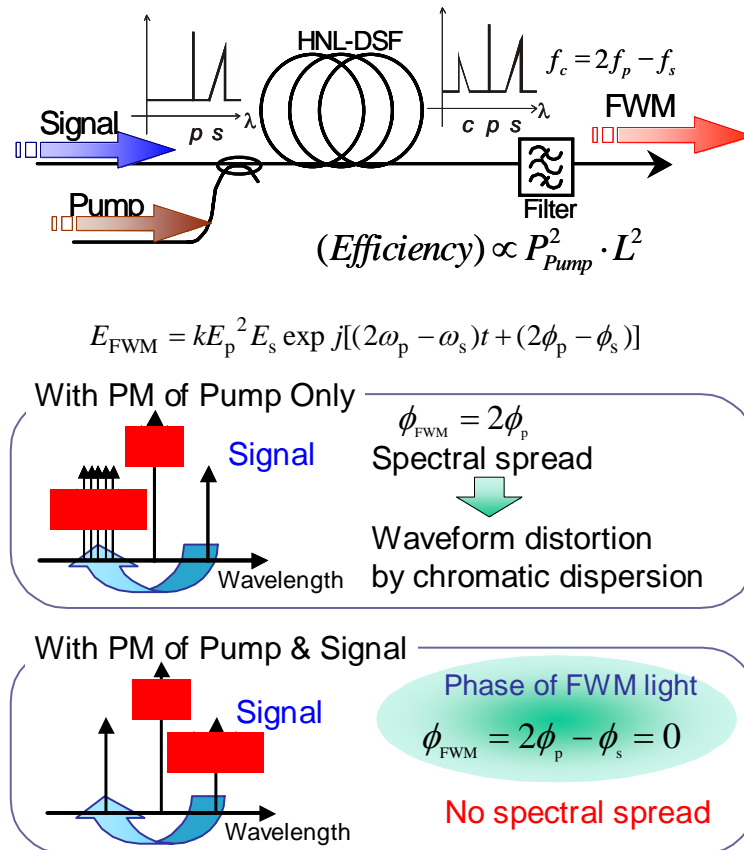 HNL-DSF
f_c = 2f_p − f_s
FWM
λ
p s
λ
c p s
Signal
Pump
Filter
(Efficiency) ∝ P²_Pump · L²
E_FWM = kE_p² E_s exp j[(2ω_p − ω_s)t + (2ϕ_p − ϕ_s)]
With PM of Pump Only
ϕ_FWM = 2ϕ_p
Signal
Spectral spread
Waveform distortion
by chromatic dispersion
Wavelength
With PM of Pump & Signal
Phase of FWM light
Signal
ϕ_FWM = 2ϕ_p − ϕ_s = 0
No spectral spread
Wavelength